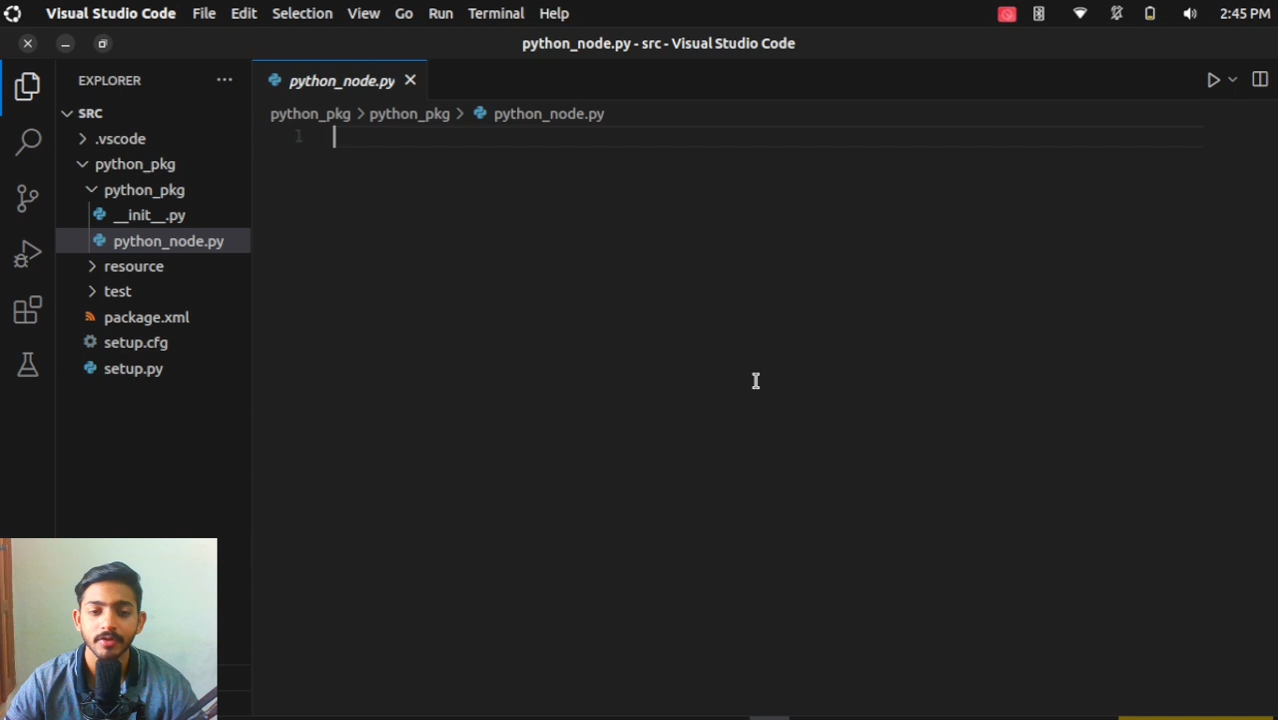 Visual Studio Code File Edit Selection View Go Run Terminal Help 2:45 PM
python_node.py - src - Visual Studio Code
EXPLORER
python_node.py
SRC
python_pkg python_pkg python_node.py
.vscode
1
python_pkg
python_pkg
__init__.py
python_node.py
resource
test
package.xml
setup.cfg
setup.py